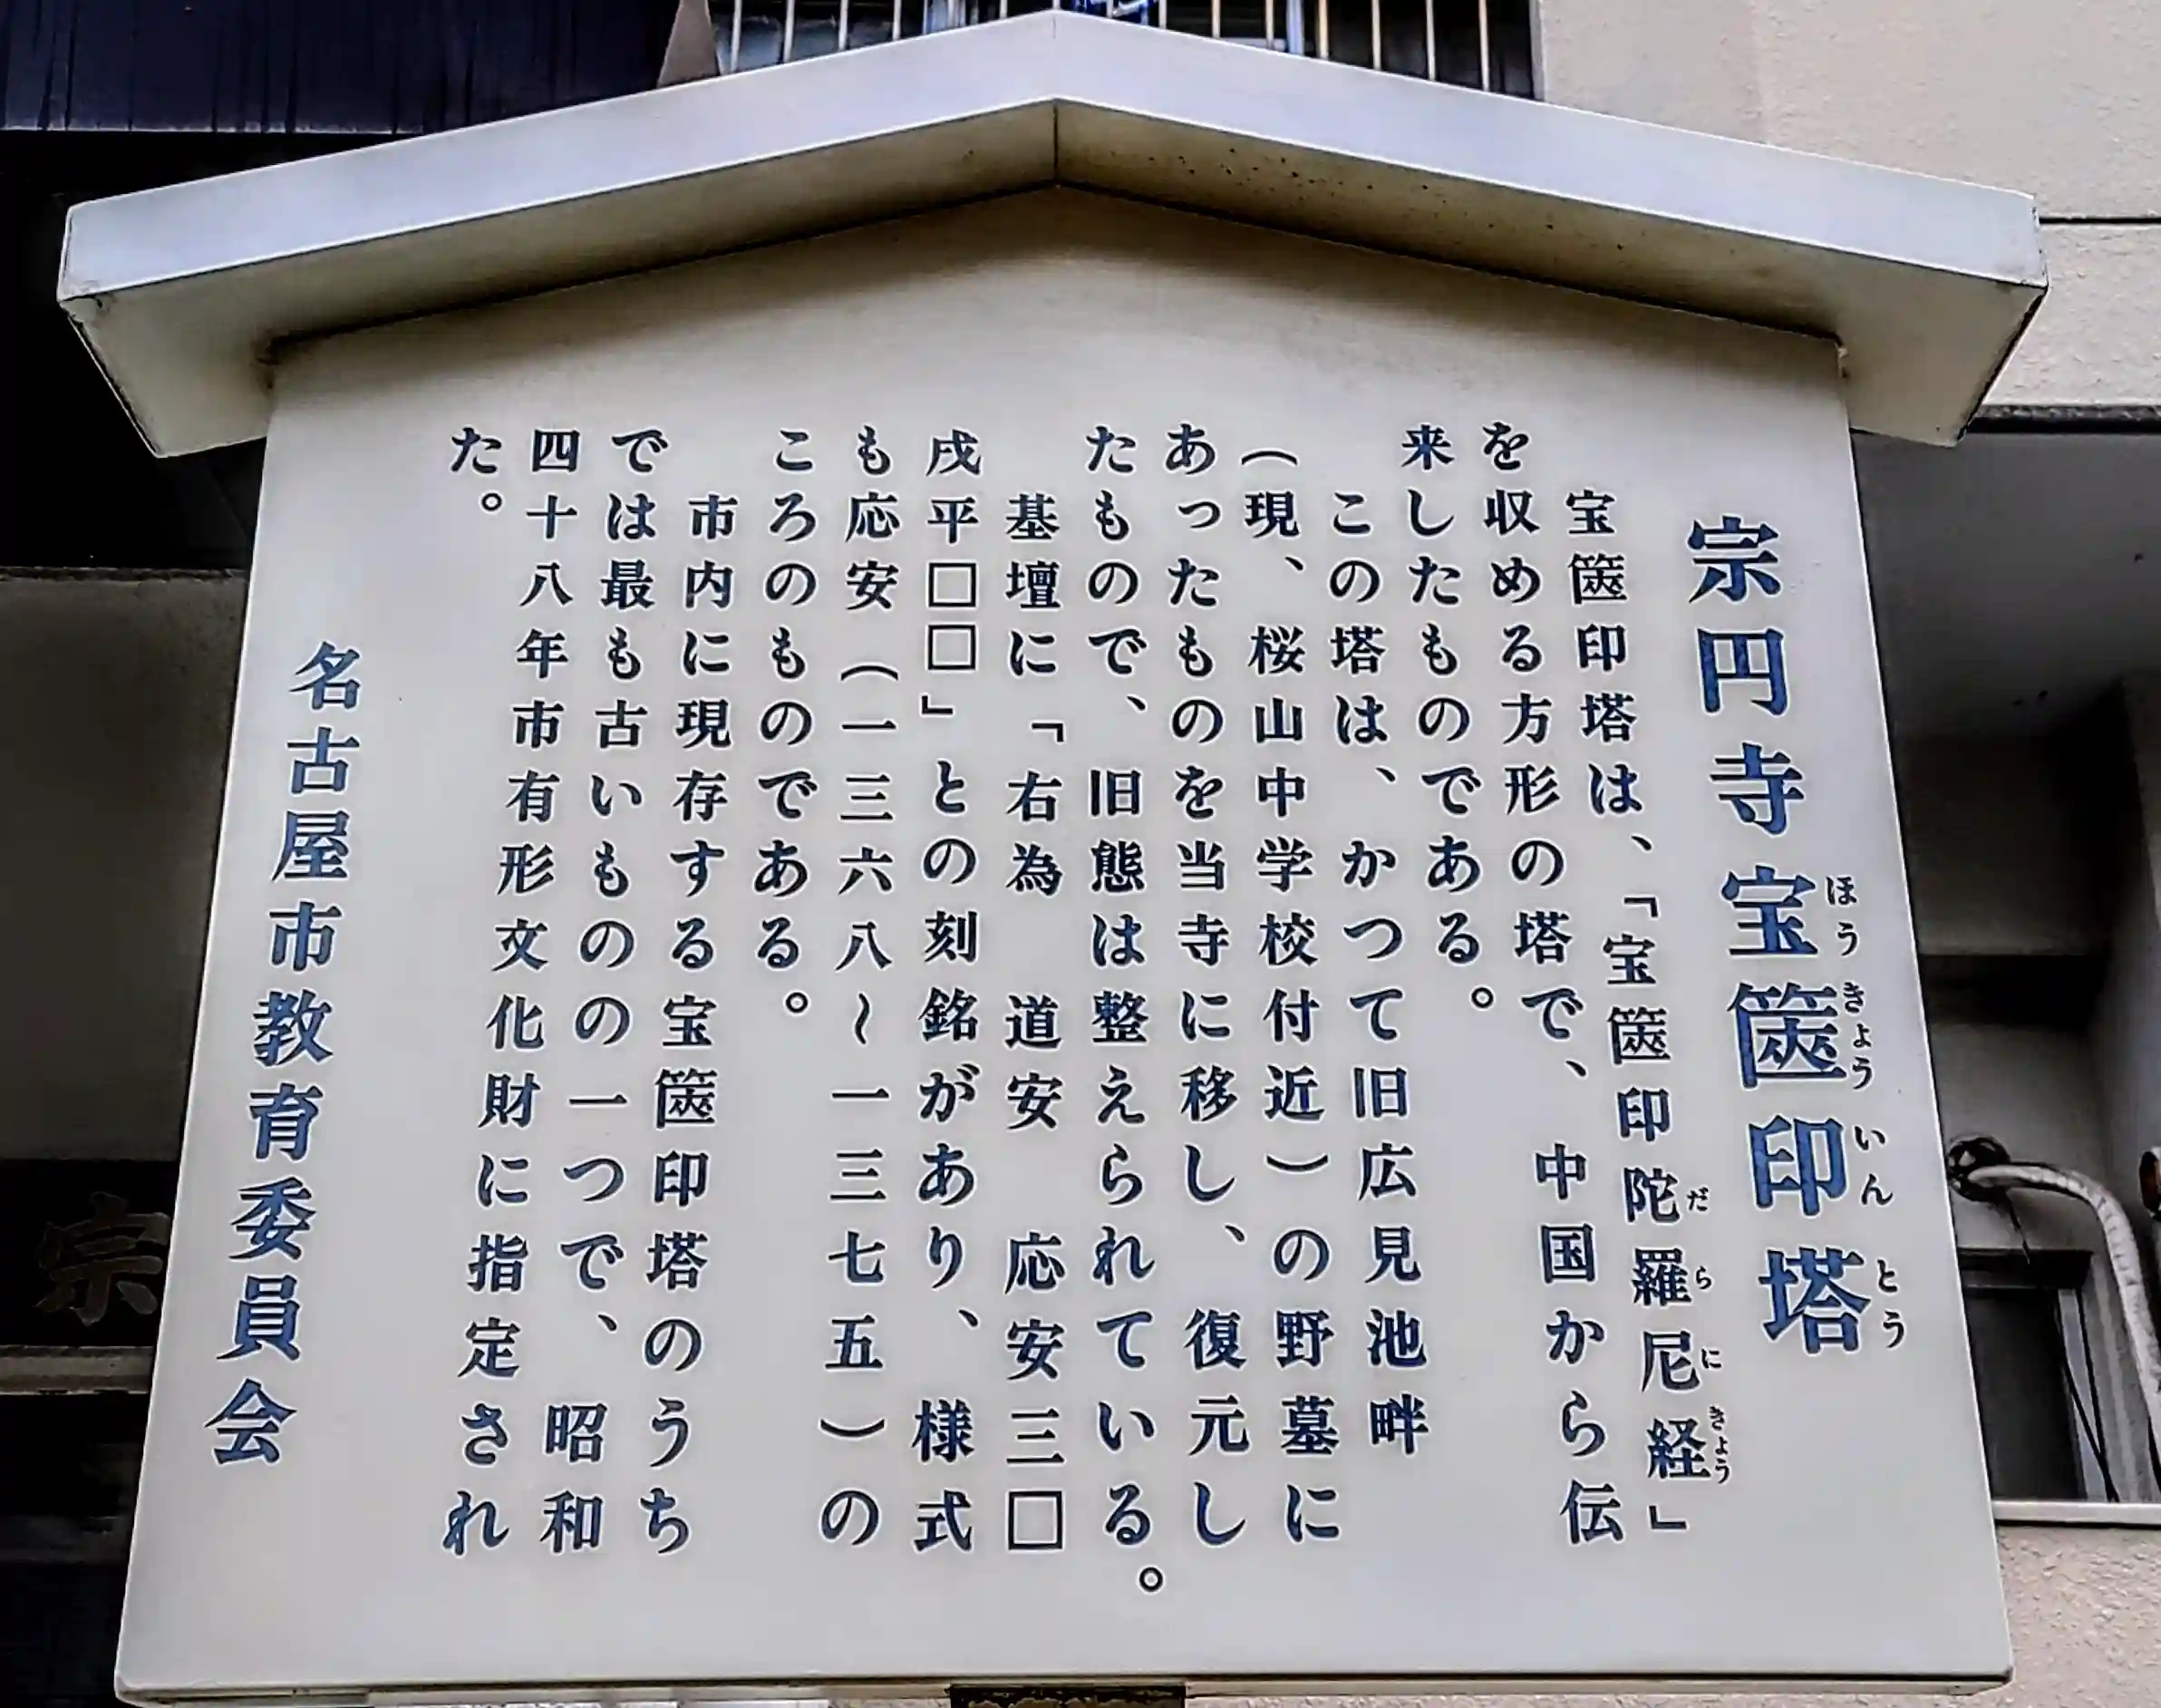 宗円寺宝篋印塔
宝篋印塔は、「宝篋印陀羅尼経」
を収める方形の塔で、中国から伝
来したものである。
この塔は、かつて旧広見池畔
（現、桜山中学校付近）の野墓に
あったものを当寺に移し、復元し
たもので、旧態は整えられている。
基壇に「右為　道安　応安三□
戌平□□」との刻銘があり、様式
も応安（一三六八～一三七五）の
ころのものである。
市内に現存する宝篋印塔のうち
では最も古いものの一つで、昭和
四十八年市有形文化財に指定され
た。
名古屋市教育委員会
宗